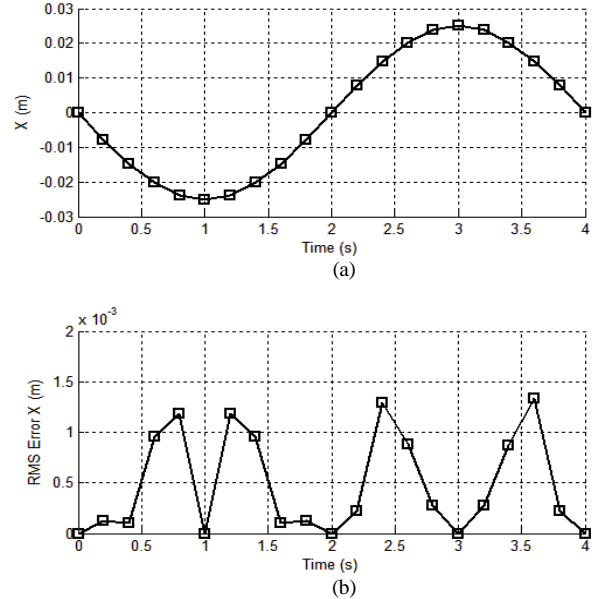 0.03
0.02
0.01
0
-0.01
-0.02
-0.03
X (m)
0 0.5 1 1.5 2 2.5 3 3.5 4
Time (s)
(a)
x 10^-3
2
1.5
1
0.5
0
RMS Error X (m)
0 0.5 1 1.5 2 2.5 3 3.5 4
Time (s)
(b)